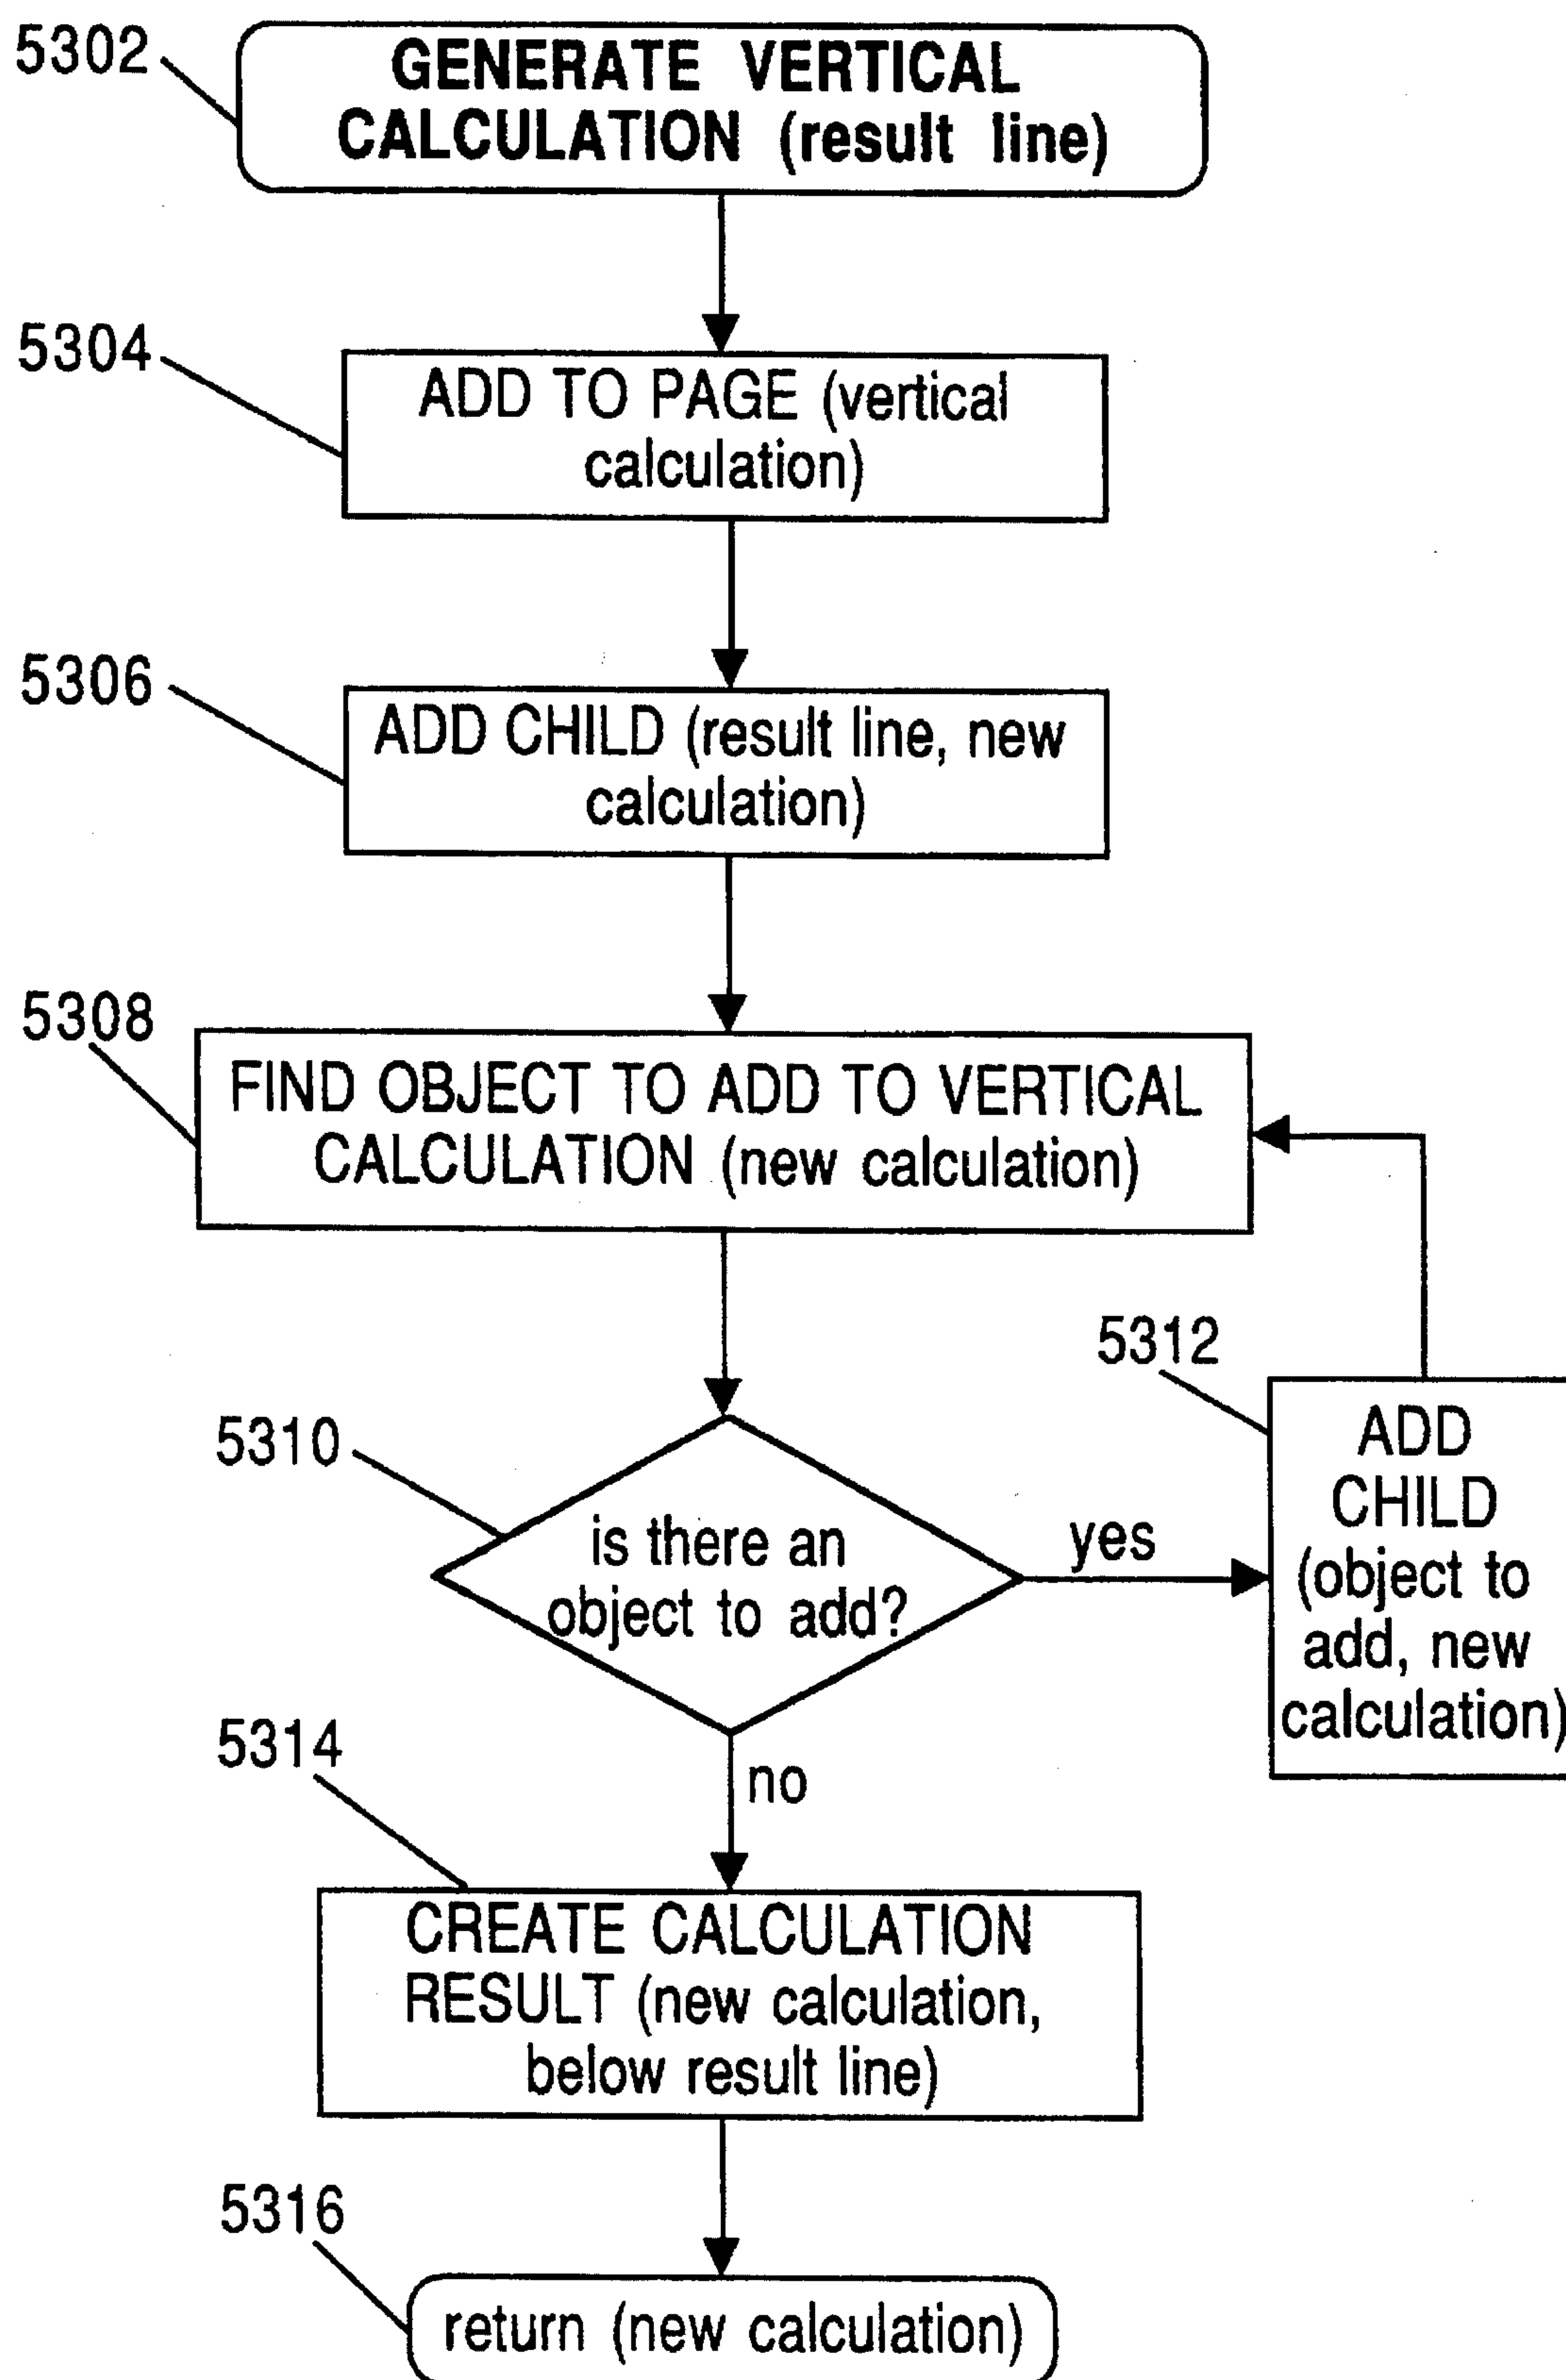 5302
GENERATE VERTICAL
CALCULATION (result line)
5304
ADD TO PAGE (vertical
calculation)
5306
ADD CHILD (result line, new
calculation)
5308
FIND OBJECT TO ADD TO VERTICAL
CALCULATION (new calculation)
5310
is there an
object to add?
yes
5312
ADD
CHILD
(object to
add, new
calculation)
no
5314
CREATE CALCULATION
RESULT (new calculation,
below result line)
5316
return (new calculation)